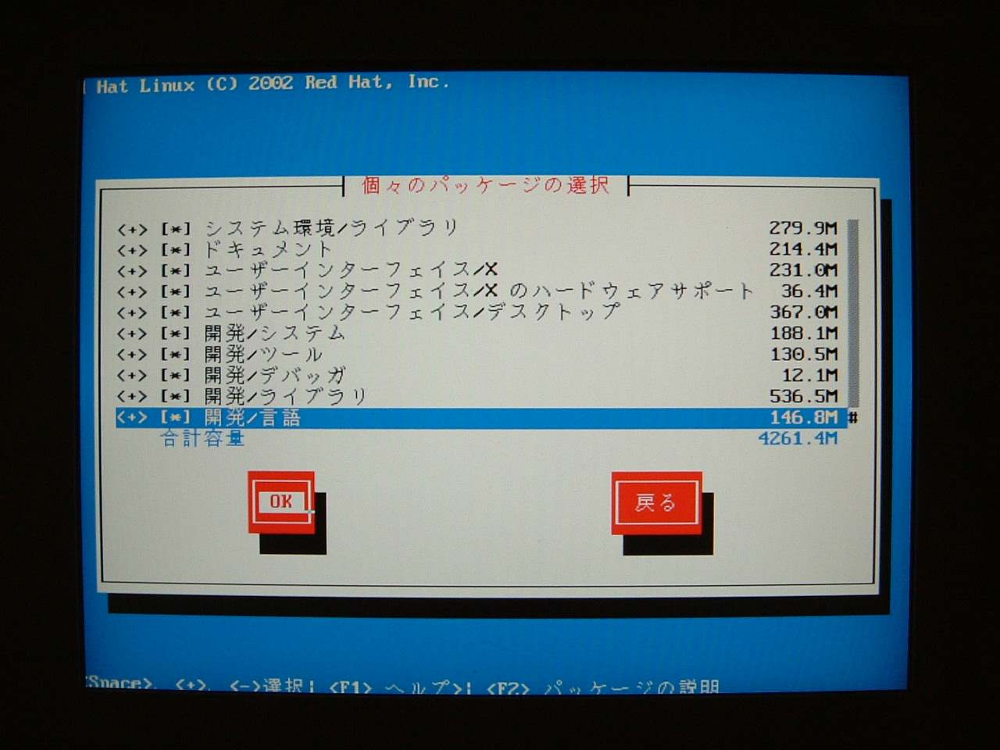 Hat Linux (C) 2002 Red Hat, Inc.
個々のパッケージの選択
<+> [*] システム環境/ライブラリ 279.9M
<+> [*] ドキュメント 214.4M
<+> [*] ユーザーインターフェイス/X 231.0M
<+> [*] ユーザーインターフェイス/X のハードウェアサポート 36.4M
<+> [*] ユーザーインターフェイス/デスクトップ 367.0M
<+> [*] 開発/システム 188.1M
<+> [*] 開発/ツール 130.5M
<+> [*] 開発/デバッガ 12.1M
<+> [*] 開発/ライブラリ 536.5M
<+> [*] 開発/言語 146.8M #
合計容量 4261.4M
OK 戻る
<Space>, <+>, <->選択| <F1> ヘルプ>| <F2> パッケージの説明